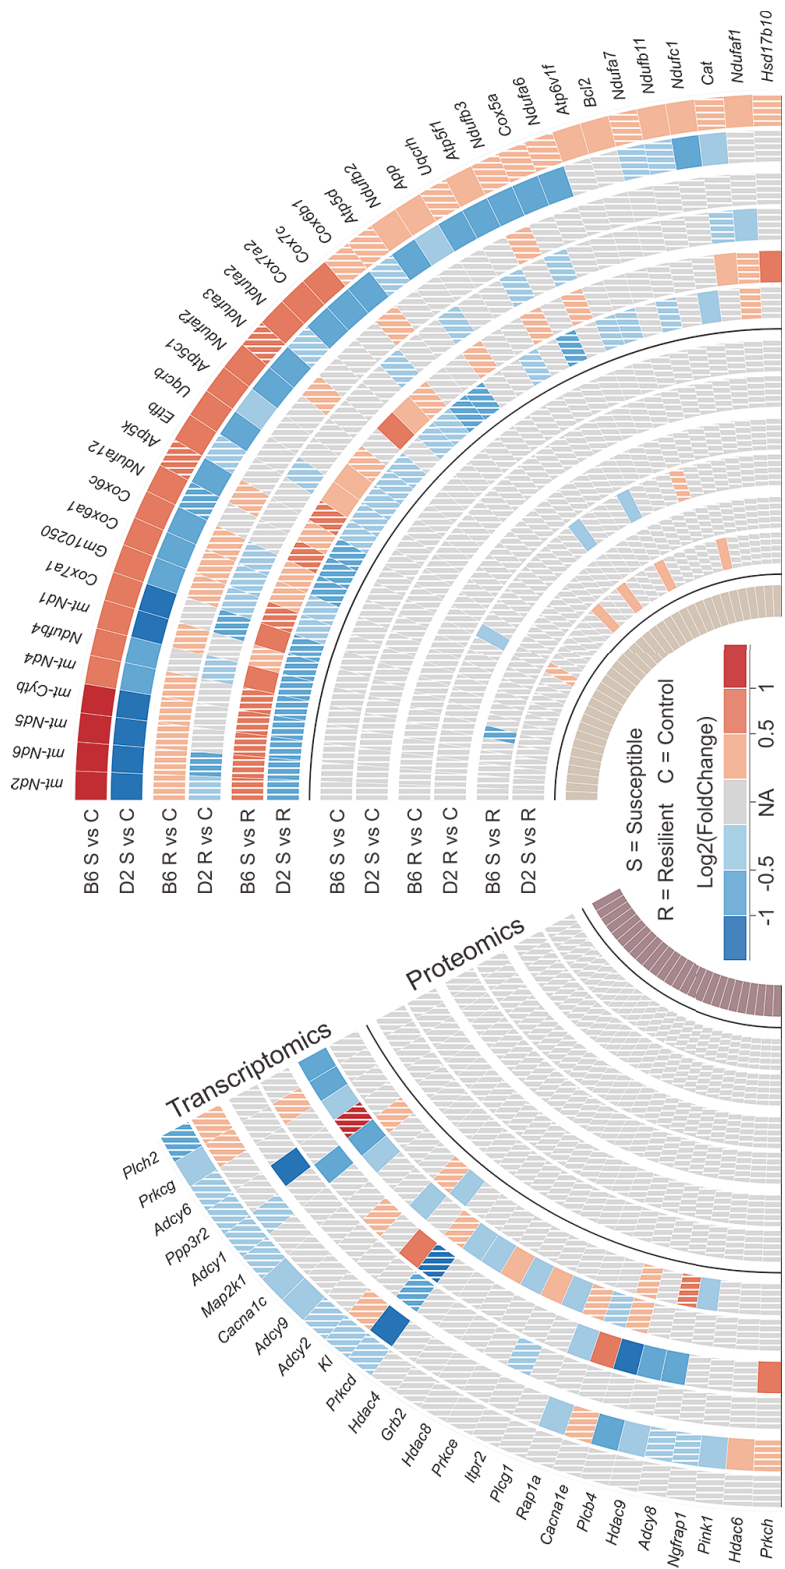 Hsd17b10
Ndufaf1
Cat
Ndufc1
Ndufb11
Ndufa7
Bcl2
Atp6v1f
Ndufa6
Cox5a
Ndufb3
Atp5f1
Uqcrh
App
Ndufb2
Atp5d
Cox6b1
Cox7c
Cox7a2
Ndufa2
Ndufa3
Ndufaf2
Atp5c1
Uqcrb
Etfb
Atp5k
Ndufa12
Cox6c
Cox6a1
Gm10250
Cox7a1
mt-Nd1
Ndufb4
mt-Nd4
mt-Cytb
mt-Nd5
mt-Nd6
mt-Nd2
B6 S vs C
D2 S vs C
B6 R vs C
D2 R vs C
B6 S vs R
D2 S vs R
B6 S vs C
D2 S vs C
B6 R vs C
D2 R vs C
B6 S vs R
D2 S vs R
S = Susceptible
R = Resilient C = Control
Log2(FoldChange)
-1 -0.5 NA 0.5 1
Transcriptomics
Proteomics
Plch2
Prkcg
Adcy6
Ppp3r2
Adcy1
Map2k1
Cacna1c
Adcy9
Adcy2
Kl
Prkcd
Hdac4
Grb2
Hdac8
Prkce
Itpr2
Plcg1
Rap1a
Cacna1e
Plcb4
Hdac9
Adcy8
Ngfrap1
Pink1
Hdac6
Prkch